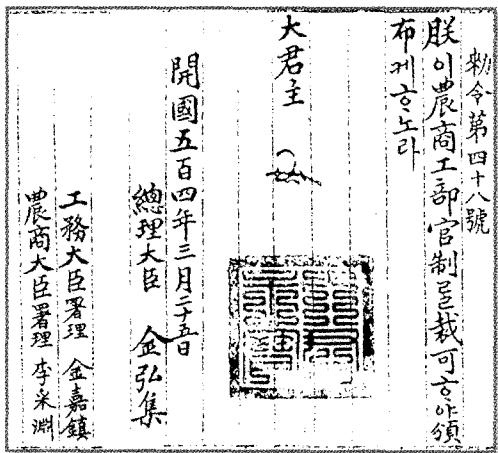 勅令第四十八號
朕이農商工部官制를裁可ᄒᆞ야頒
布케ᄒᆞ노라
大君主
開國五百四年三月二十五日
總理大臣 金弘集
工務大臣署理 金嘉鎭
農商大臣署理 李采淵